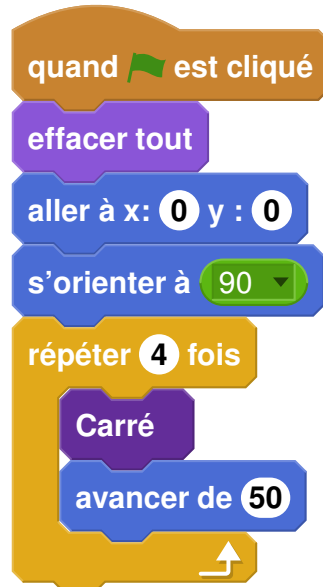 quand est cliqué
effacer tout
aller à x: 0 y : 0
s’orienter à 90
répéter 4 fois
Carré
avancer de 50